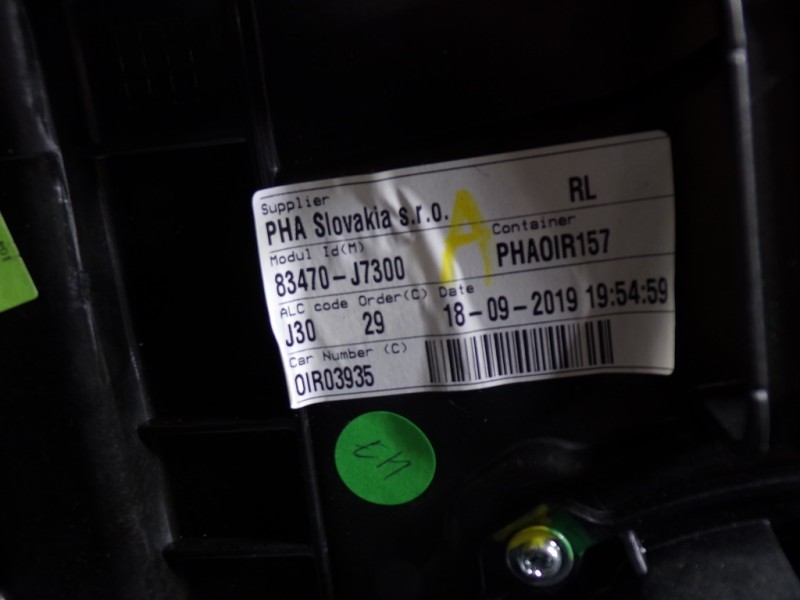 Supplier
RL
PHA Slovakia s.r.o.
A
Modul Id(M)
Container
83470-J7300
PHAOIR157
ALC code Order(C) Date
J30 29 18-09-2019 19:54:59
Car Number (C)
OIR03935